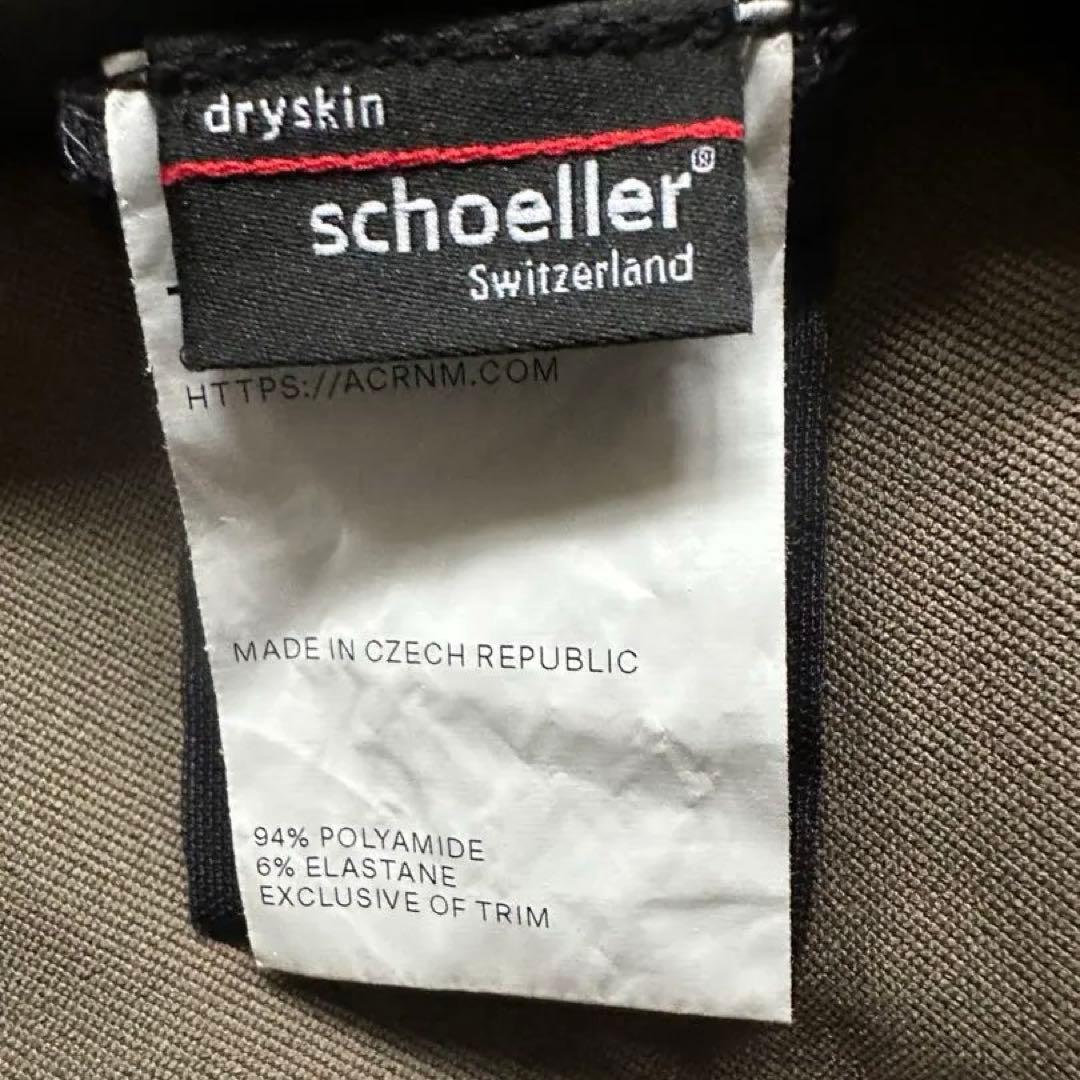 dryskin
schoeller®
Switzerland
HTTPS://ACRNM.COM
MADE IN CZECH REPUBLIC
94% POLYAMIDE
6% ELASTANE
EXCLUSIVE OF TRIM